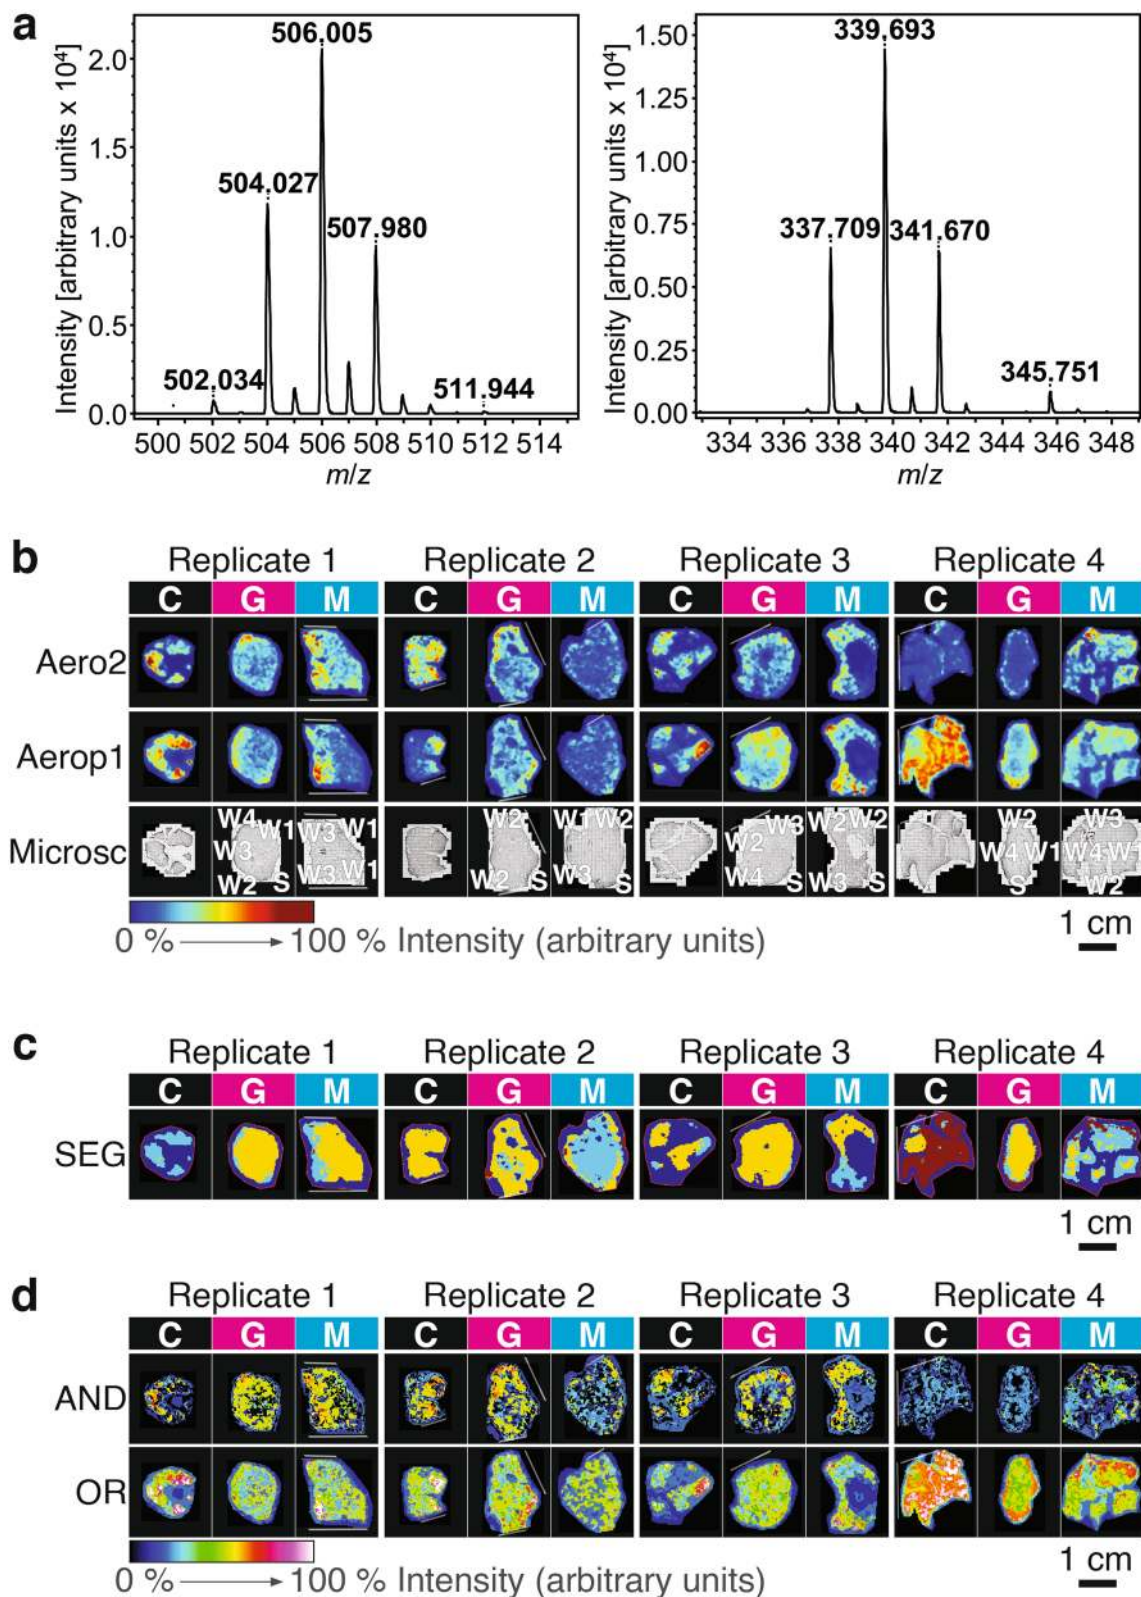 a
506.005
504.027
507.980
502.034
511.944
2.0
1.5
1.0
0.5
0.0
Intensity [arbitrary units x 10⁴]
500 502 504 506 508 510 512 514
m/z
339.693
337.709
341.670
345.751
1.50
1.25
1.00
0.75
0.50
0.25
0.00
Intensity [arbitrary units x 10⁴]
334 336 338 340 342 344 346 348
m/z
b
Replicate 1 Replicate 2 Replicate 3 Replicate 4
C G M C G M C G M C G M
Aero2
Aerop1
Microsc
W4 W1 W3 W2 S
W3 W1 W3 W1
W2 W2 S
W1 W2 W3 S
W3 W2 W4 S
W2 W2 W3 S
W2 W4 W1 S
W3 W4 W1 W2
0 % 100 % Intensity (arbitrary units)
1 cm
c
Replicate 1 Replicate 2 Replicate 3 Replicate 4
C G M C G M C G M C G M
SEG
1 cm
d
Replicate 1 Replicate 2 Replicate 3 Replicate 4
C G M C G M C G M C G M
AND
OR
0 % 100 % Intensity (arbitrary units)
1 cm